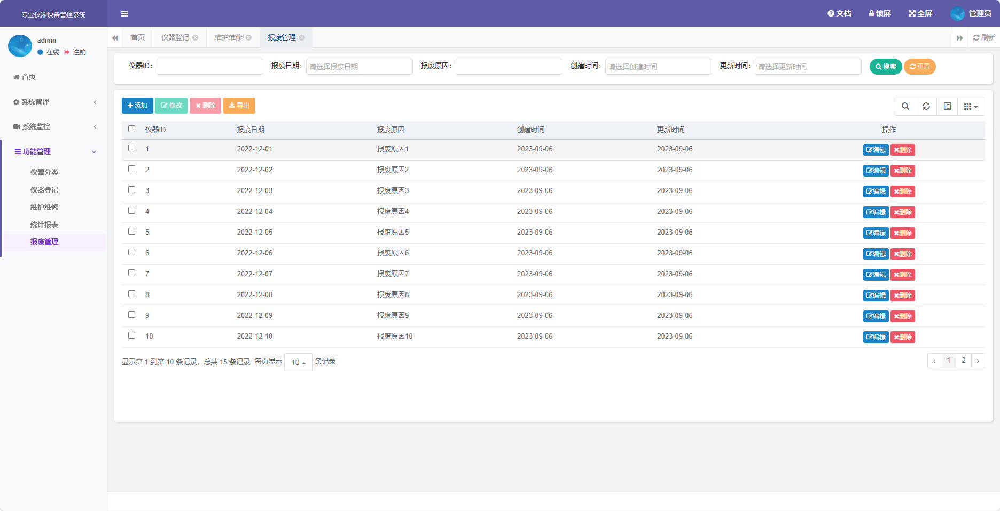 专业仪器设备管理系统
文档 锁屏 全屏 管理员
admin
在线 注销
首页 仪器登记 维护维修 报废管理 刷新
首页
系统管理
系统监控
功能管理
仪器分类
仪器登记
维护维修
统计报表
报废管理
仪器ID： 报废日期： 请选择报废日期 报废原因： 创建时间： 请选择创建时间 更新时间： 请选择更新时间 搜索 重置
添加 修改 删除 导出
仪器ID 报废日期 报废原因 创建时间 更新时间 操作
1 2022-12-01 报废原因1 2023-09-06 2023-09-06 编辑 删除
2 2022-12-02 报废原因2 2023-09-06 2023-09-06 编辑 删除
3 2022-12-03 报废原因3 2023-09-06 2023-09-06 编辑 删除
4 2022-12-04 报废原因4 2023-09-06 2023-09-06 编辑 删除
5 2022-12-05 报废原因5 2023-09-06 2023-09-06 编辑 删除
6 2022-12-06 报废原因6 2023-09-06 2023-09-06 编辑 删除
7 2022-12-07 报废原因7 2023-09-06 2023-09-06 编辑 删除
8 2022-12-08 报废原因8 2023-09-06 2023-09-06 编辑 删除
9 2022-12-09 报废原因9 2023-09-06 2023-09-06 编辑 删除
10 2022-12-10 报废原因10 2023-09-06 2023-09-06 编辑 删除
显示第 1 到第 10 条记录，总共 15 条记录 每页显示 10 条记录 ‹ 1 2 ›